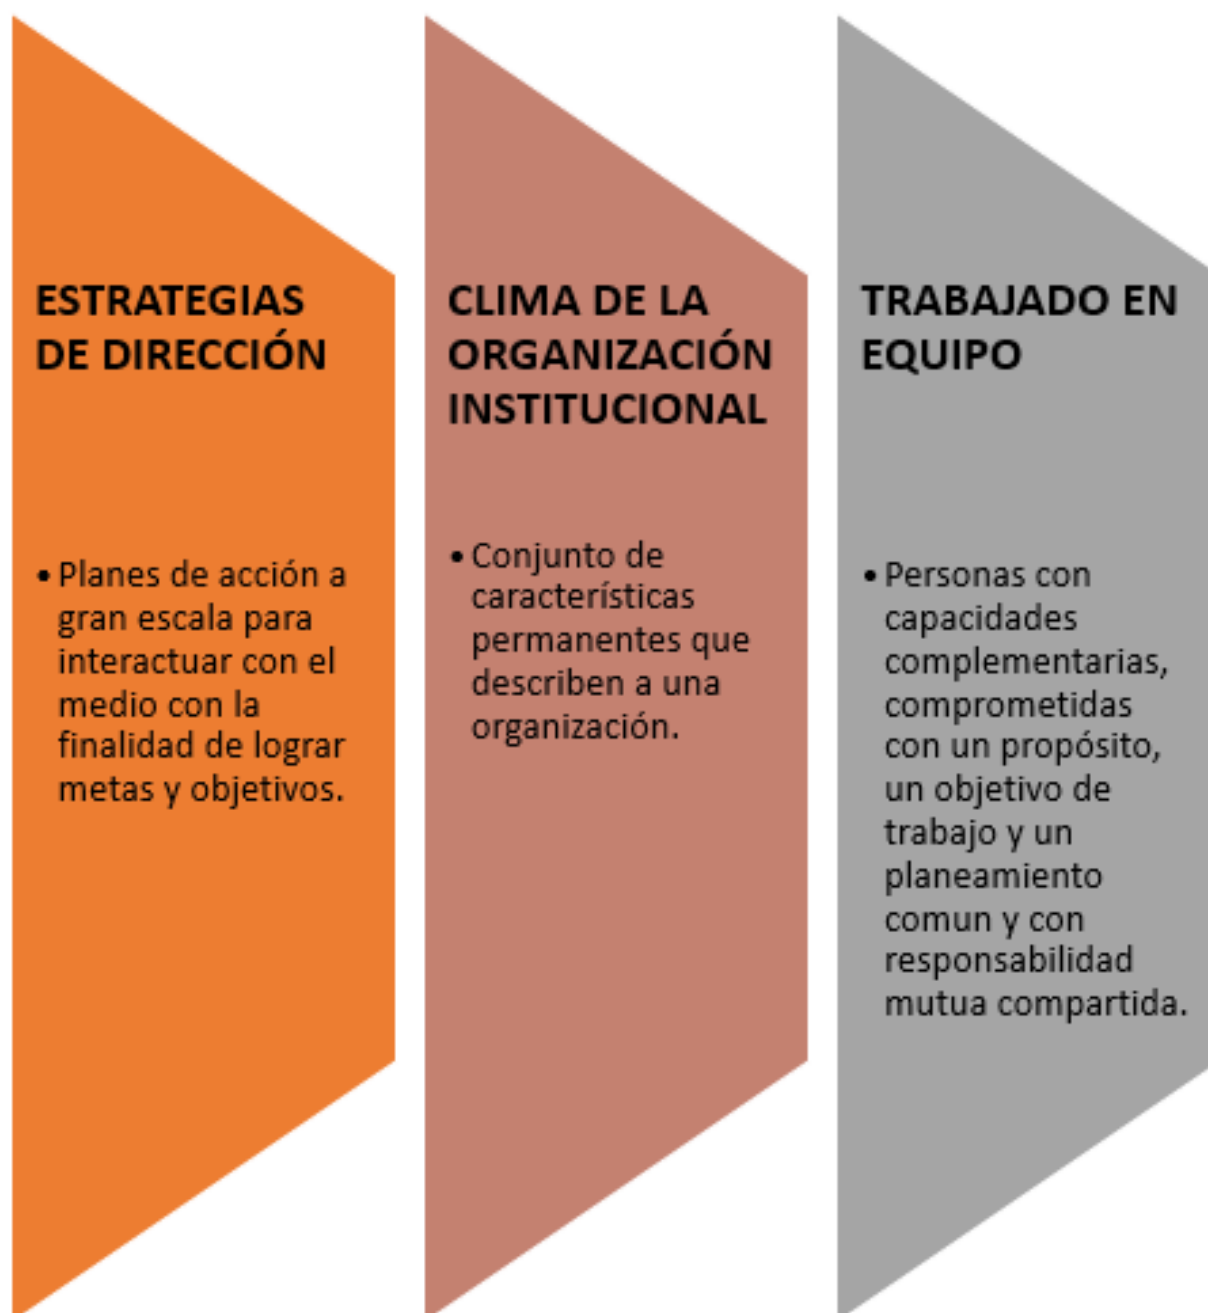 ESTRATEGIAS
DE DIRECCIÓN
• Planes de acción a
gran escala para
interactuar con el
medio con la
finalidad de lograr
metas y objetivos.
CLIMA DE LA
ORGANIZACIÓN
INSTITUCIONAL
• Conjunto de
características
permanentes que
describen a una
organización.
TRABAJADO EN
EQUIPO
• Personas con
capacidades
complementarias,
comprometidas
con un propósito,
un objetivo de
trabajo y un
planeamiento
comun y con
responsabilidad
mutua compartida.